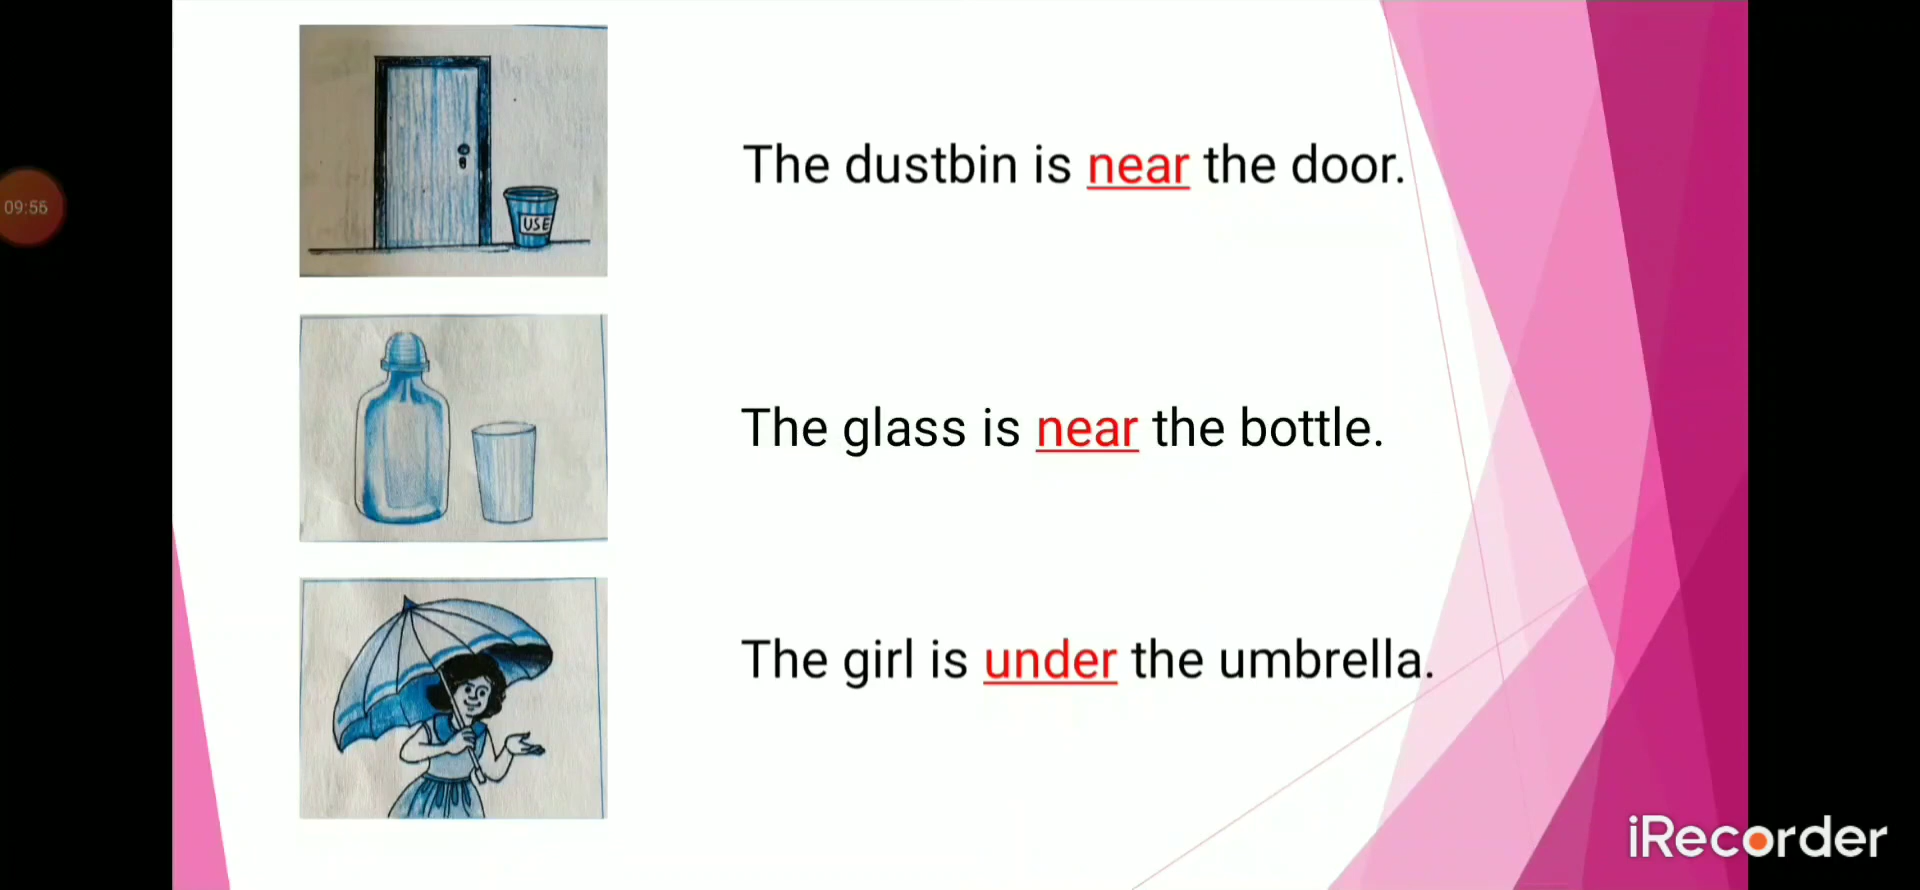 09:55
USE
The dustbin is near the door.
The glass is near the bottle.
The girl is under the umbrella.
iRecorder